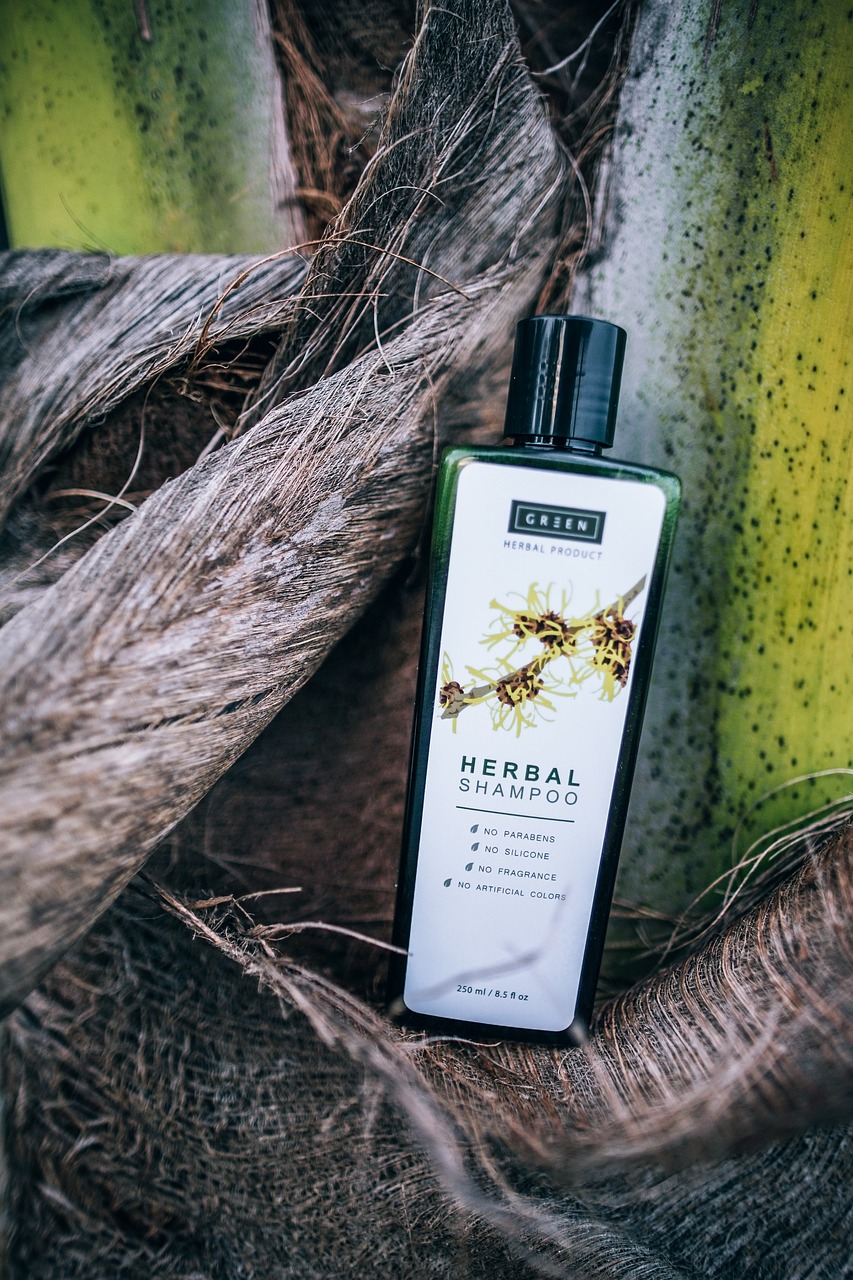 GREEN
HERBAL PRODUCT
HERBAL
SHAMPOO
NO PARABENS
NO SILICONE
NO FRAGRANCE
NO ARTIFICIAL COLORS
250 ml / 8.5 fl oz